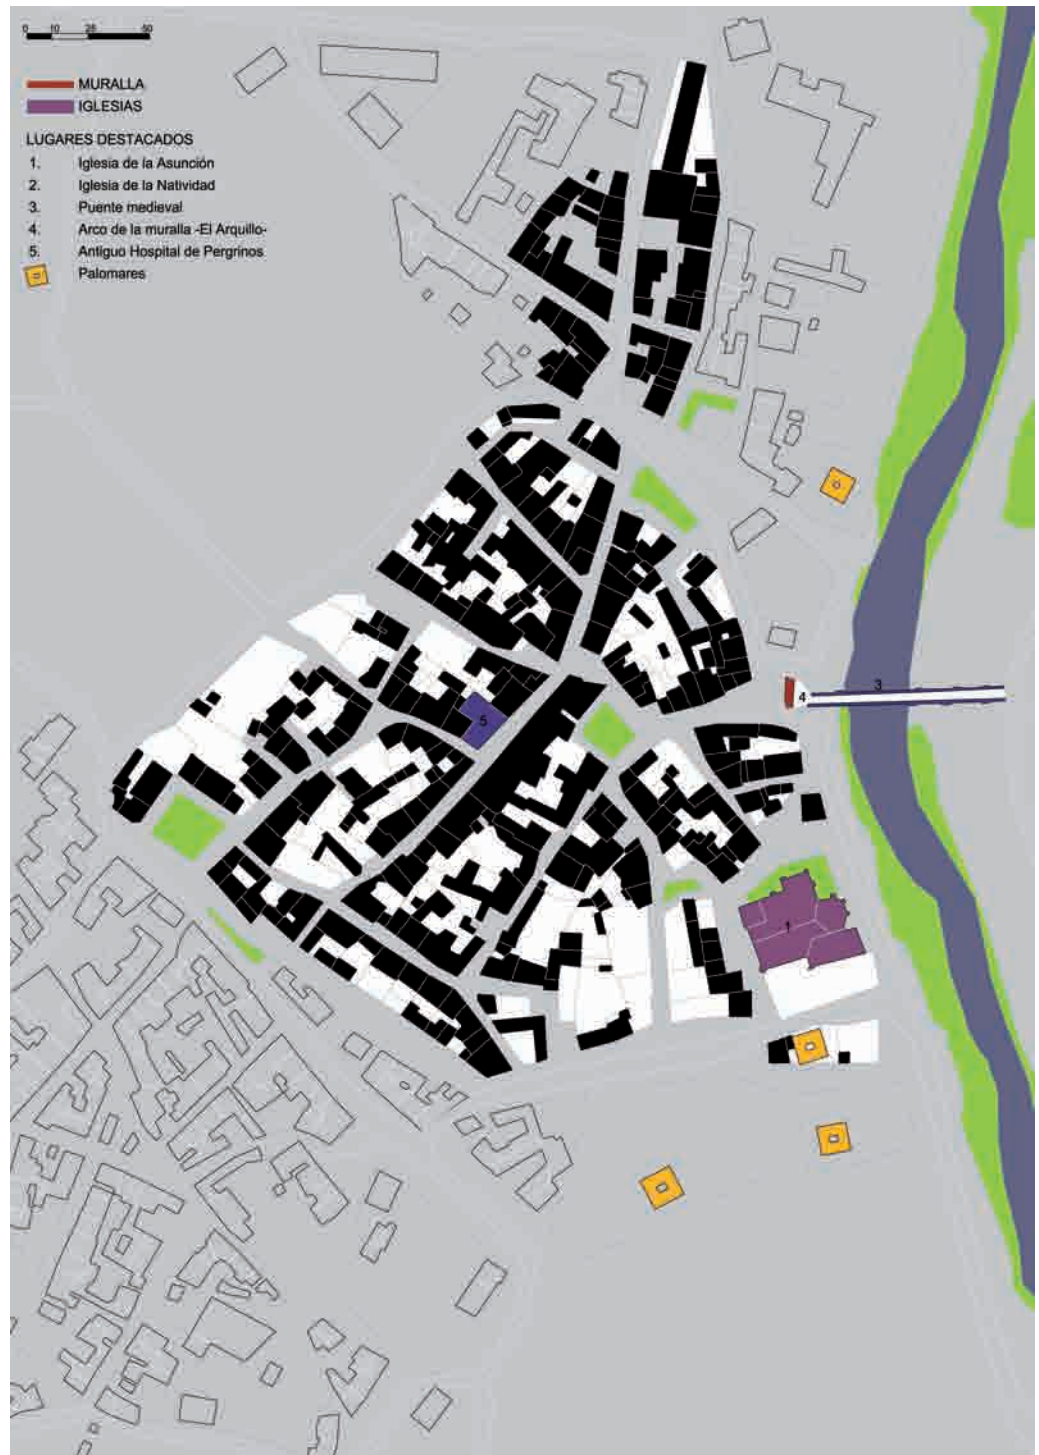 0 10 25 50
MURALLA
IGLESIAS
LUGARES DESTACADOS
1. Iglesia de la Asunción
2. Iglesia de la Natividad
3. Puente medieval
4. Arco de la muralla -El Arquillo-
5. Antiguo Hospital de Pergrinos
Palomares
3
4
5
1